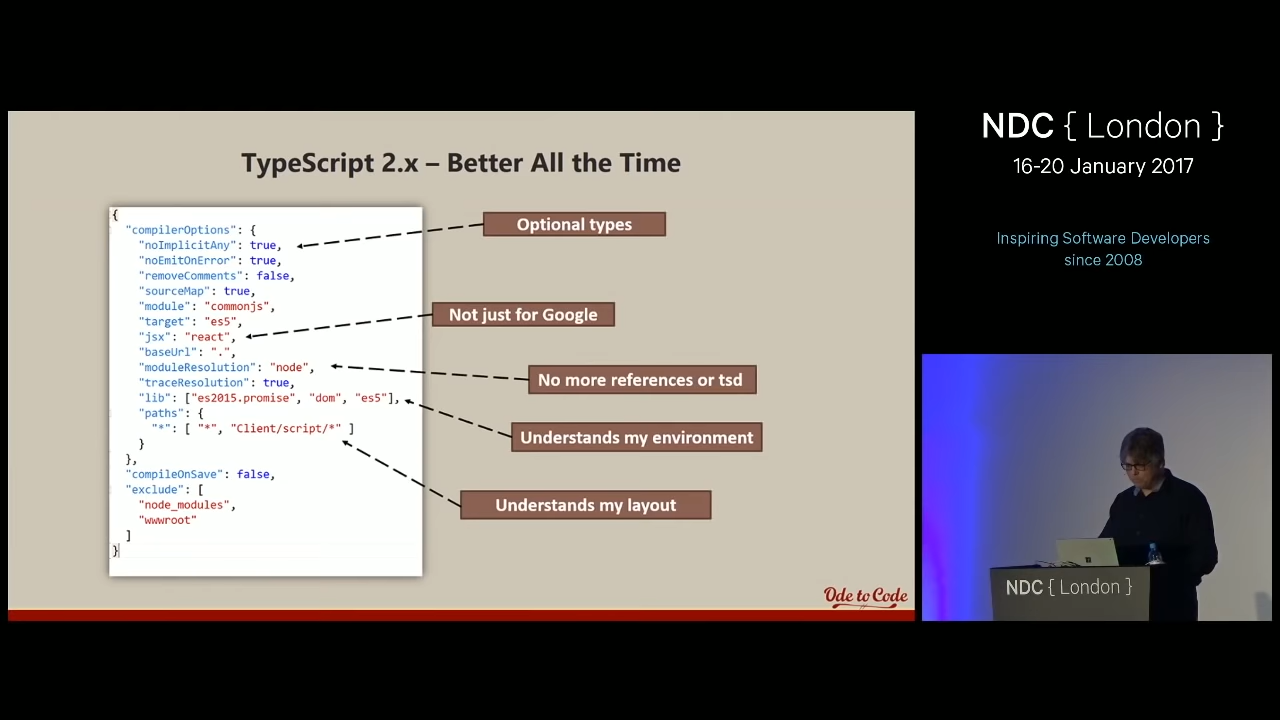 TypeScript 2.x – Better All the Time
{
"compilerOptions": {
"noImplicitAny": true,
"noEmitOnError": true,
"removeComments": false,
"sourceMap": true,
"module": "commonjs",
"target": "es5",
"jsx": "react",
"baseUrl": ".",
"moduleResolution": "node",
"traceResolution": true,
"lib": ["es2015.promise", "dom", "es5"],
"paths": {
"*": [ "*", "Client/script/*" ]
}
},
"compileOnSave": false,
"exclude": [
"node_modules",
"wwwroot"
]
}
Optional types
Not just for Google
No more references or tsd
Understands my environment
Understands my layout
Ode to Code
NDC { London }
16-20 January 2017
Inspiring Software Developers
since 2008
NDC { London }